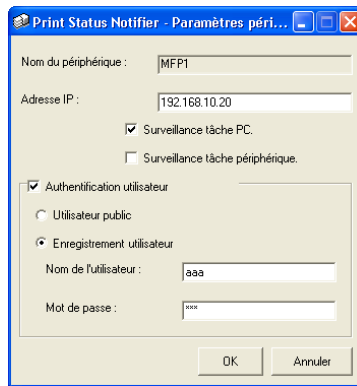 Print Status Notifier - Paramètres péri...
Nom du périphérique :
MFP1
Adresse IP :
192.168.10.20
Surveillance tâche PC.
Surveillance tâche périphérique.
Authentification utilisateur
Utilisateur public
Enregistrement utilisateur
Nom de l'utilisateur :
aaa
Mot de passe :
***
OK
Annuler